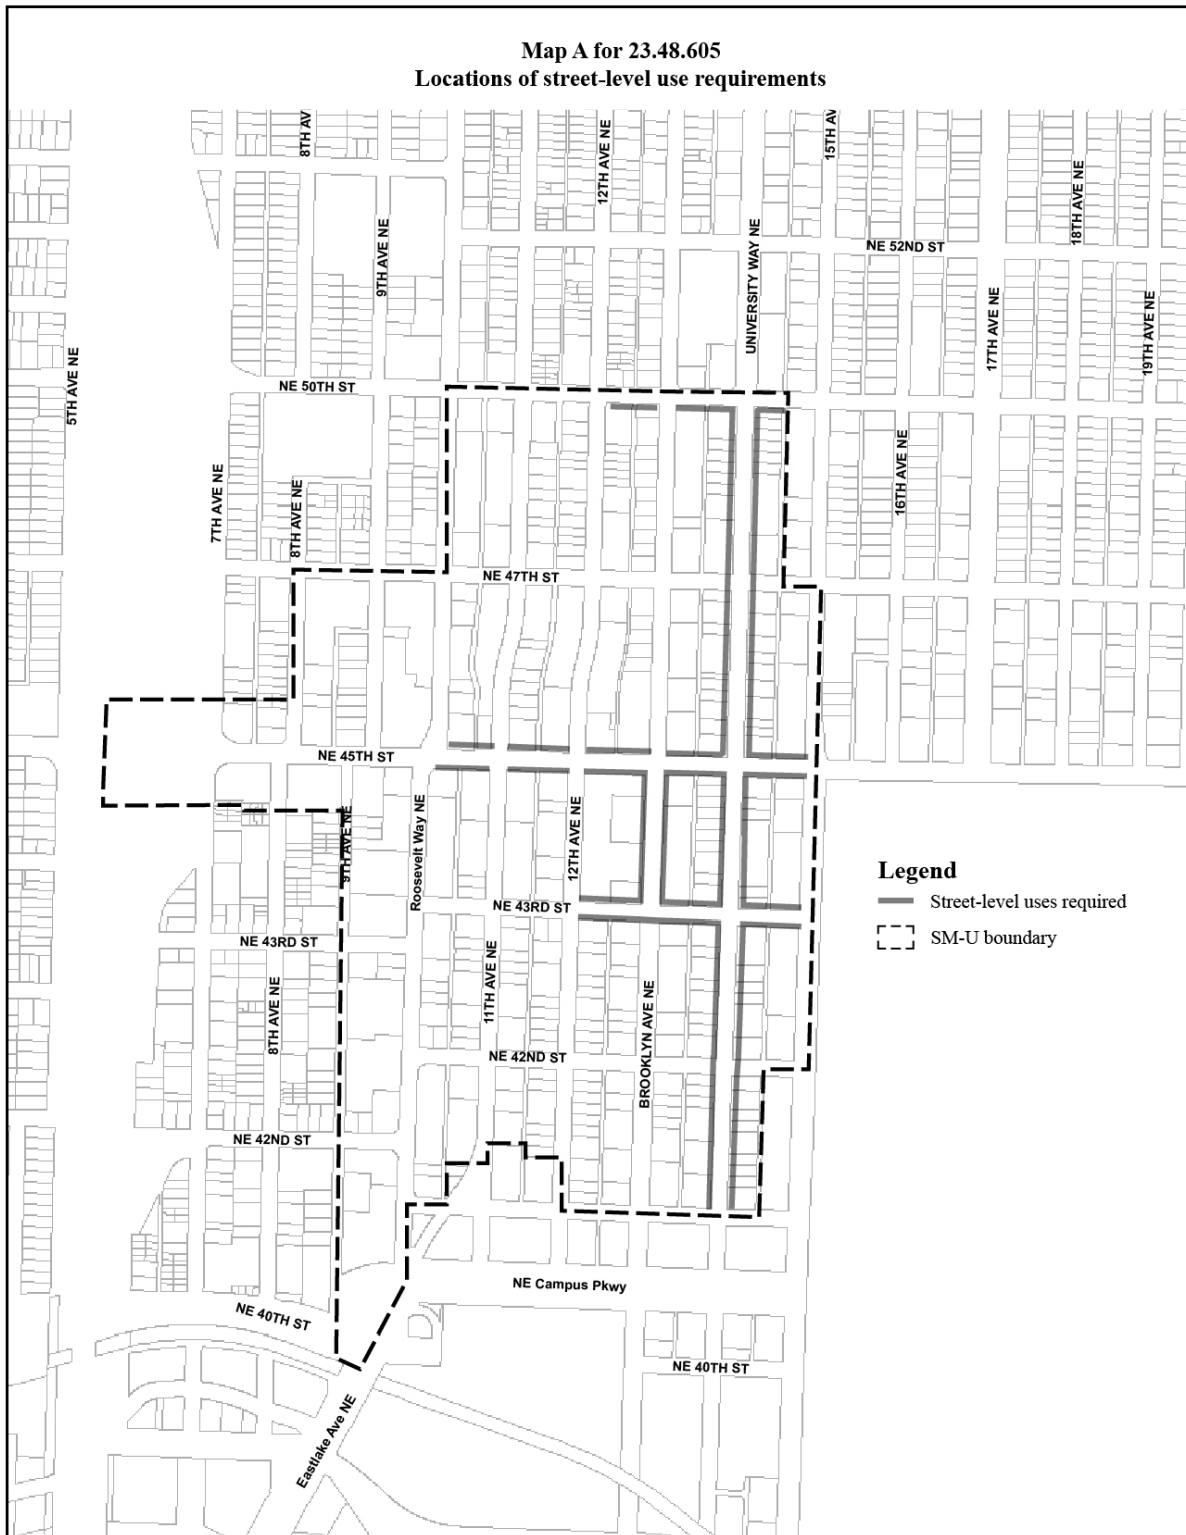 Map A for 23.48.605
Locations of street-level use requirements
8TH AV
12TH AVE NE
15TH AV
18TH AVE NE
9TH AVE NE
UNIVERSITY WAY NE
NE 52ND ST
5TH AVE NE
17TH AVE NE
19TH AVE NE
NE 50TH ST
7TH AVE NE
8TH AVE NE
16TH AVE NE
NE 47TH ST
NE 45TH ST
9TH AVE NE
Roosevelt Way NE
12TH AVE NE
Legend
Street-level uses required
SM-U boundary
NE 43RD ST
NE 43RD ST
8TH AVE NE
11TH AVE NE
BROOKLYN AVE NE
NE 42ND ST
NE 42ND ST
NE Campus Pkwy
NE 40TH ST
NE 40TH ST
Eastlake Ave NE